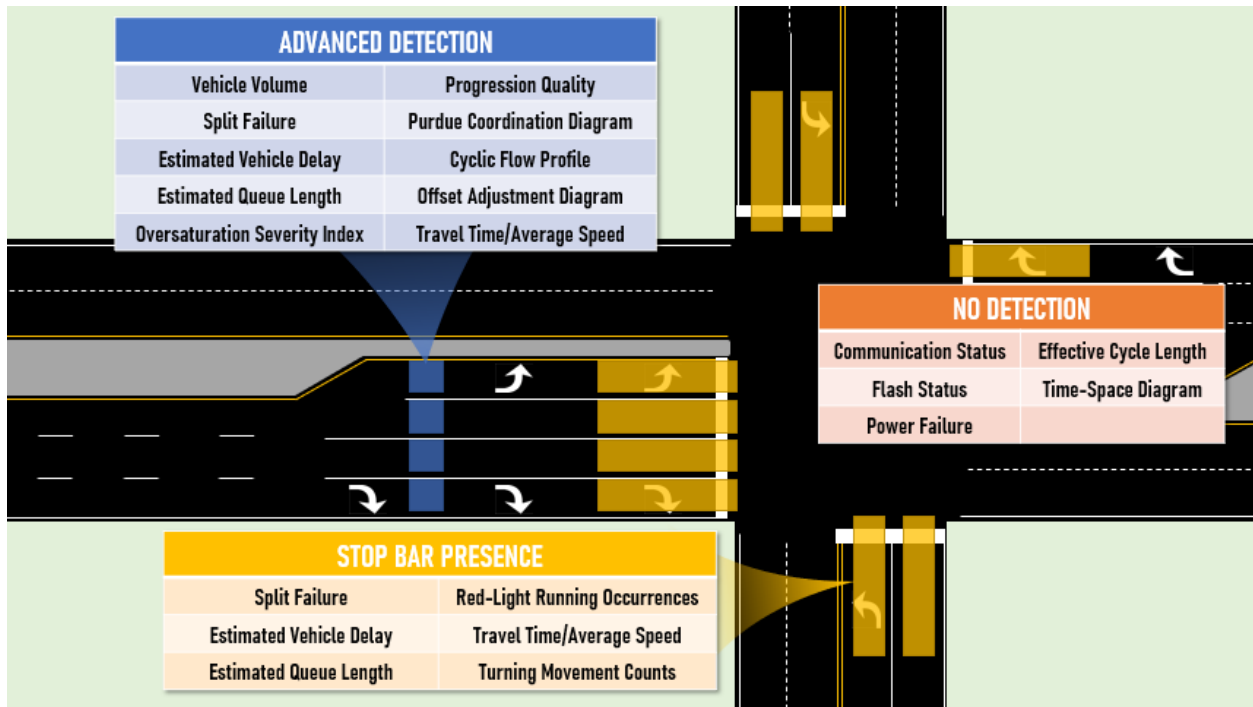 ADVANCED DETECTION
Vehicle Volume Progression Quality
Split Failure Purdue Coordination Diagram
Estimated Vehicle Delay Cyclic Flow Profile
Estimated Queue Length Offset Adjustment Diagram
Oversaturation Severity Index Travel Time/Average Speed
NO DETECTION
Communication Status Effective Cycle Length
Flash Status Time-Space Diagram
Power Failure
STOP BAR PRESENCE
Split Failure Red-Light Running Occurrences
Estimated Vehicle Delay Travel Time/Average Speed
Estimated Queue Length Turning Movement Counts